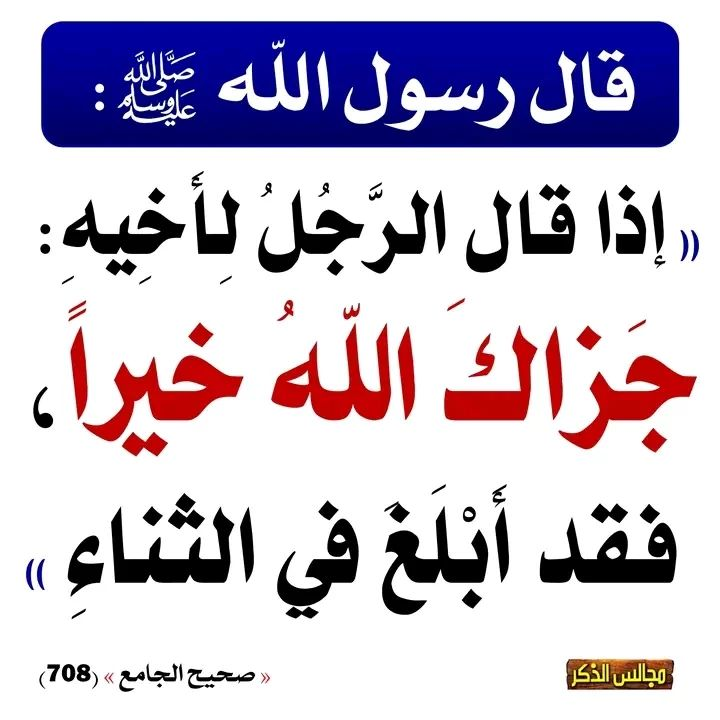 قال رسول الله ﷺ :
(( إذا قال الرَّجُلُ لِأَخِيهِ :
جَزاكَ اللّهُ خيراً ,
فقد أَبْلَغَ في الثناءِ ))
« صحيح الجامع » (708)
مجالس الذكر